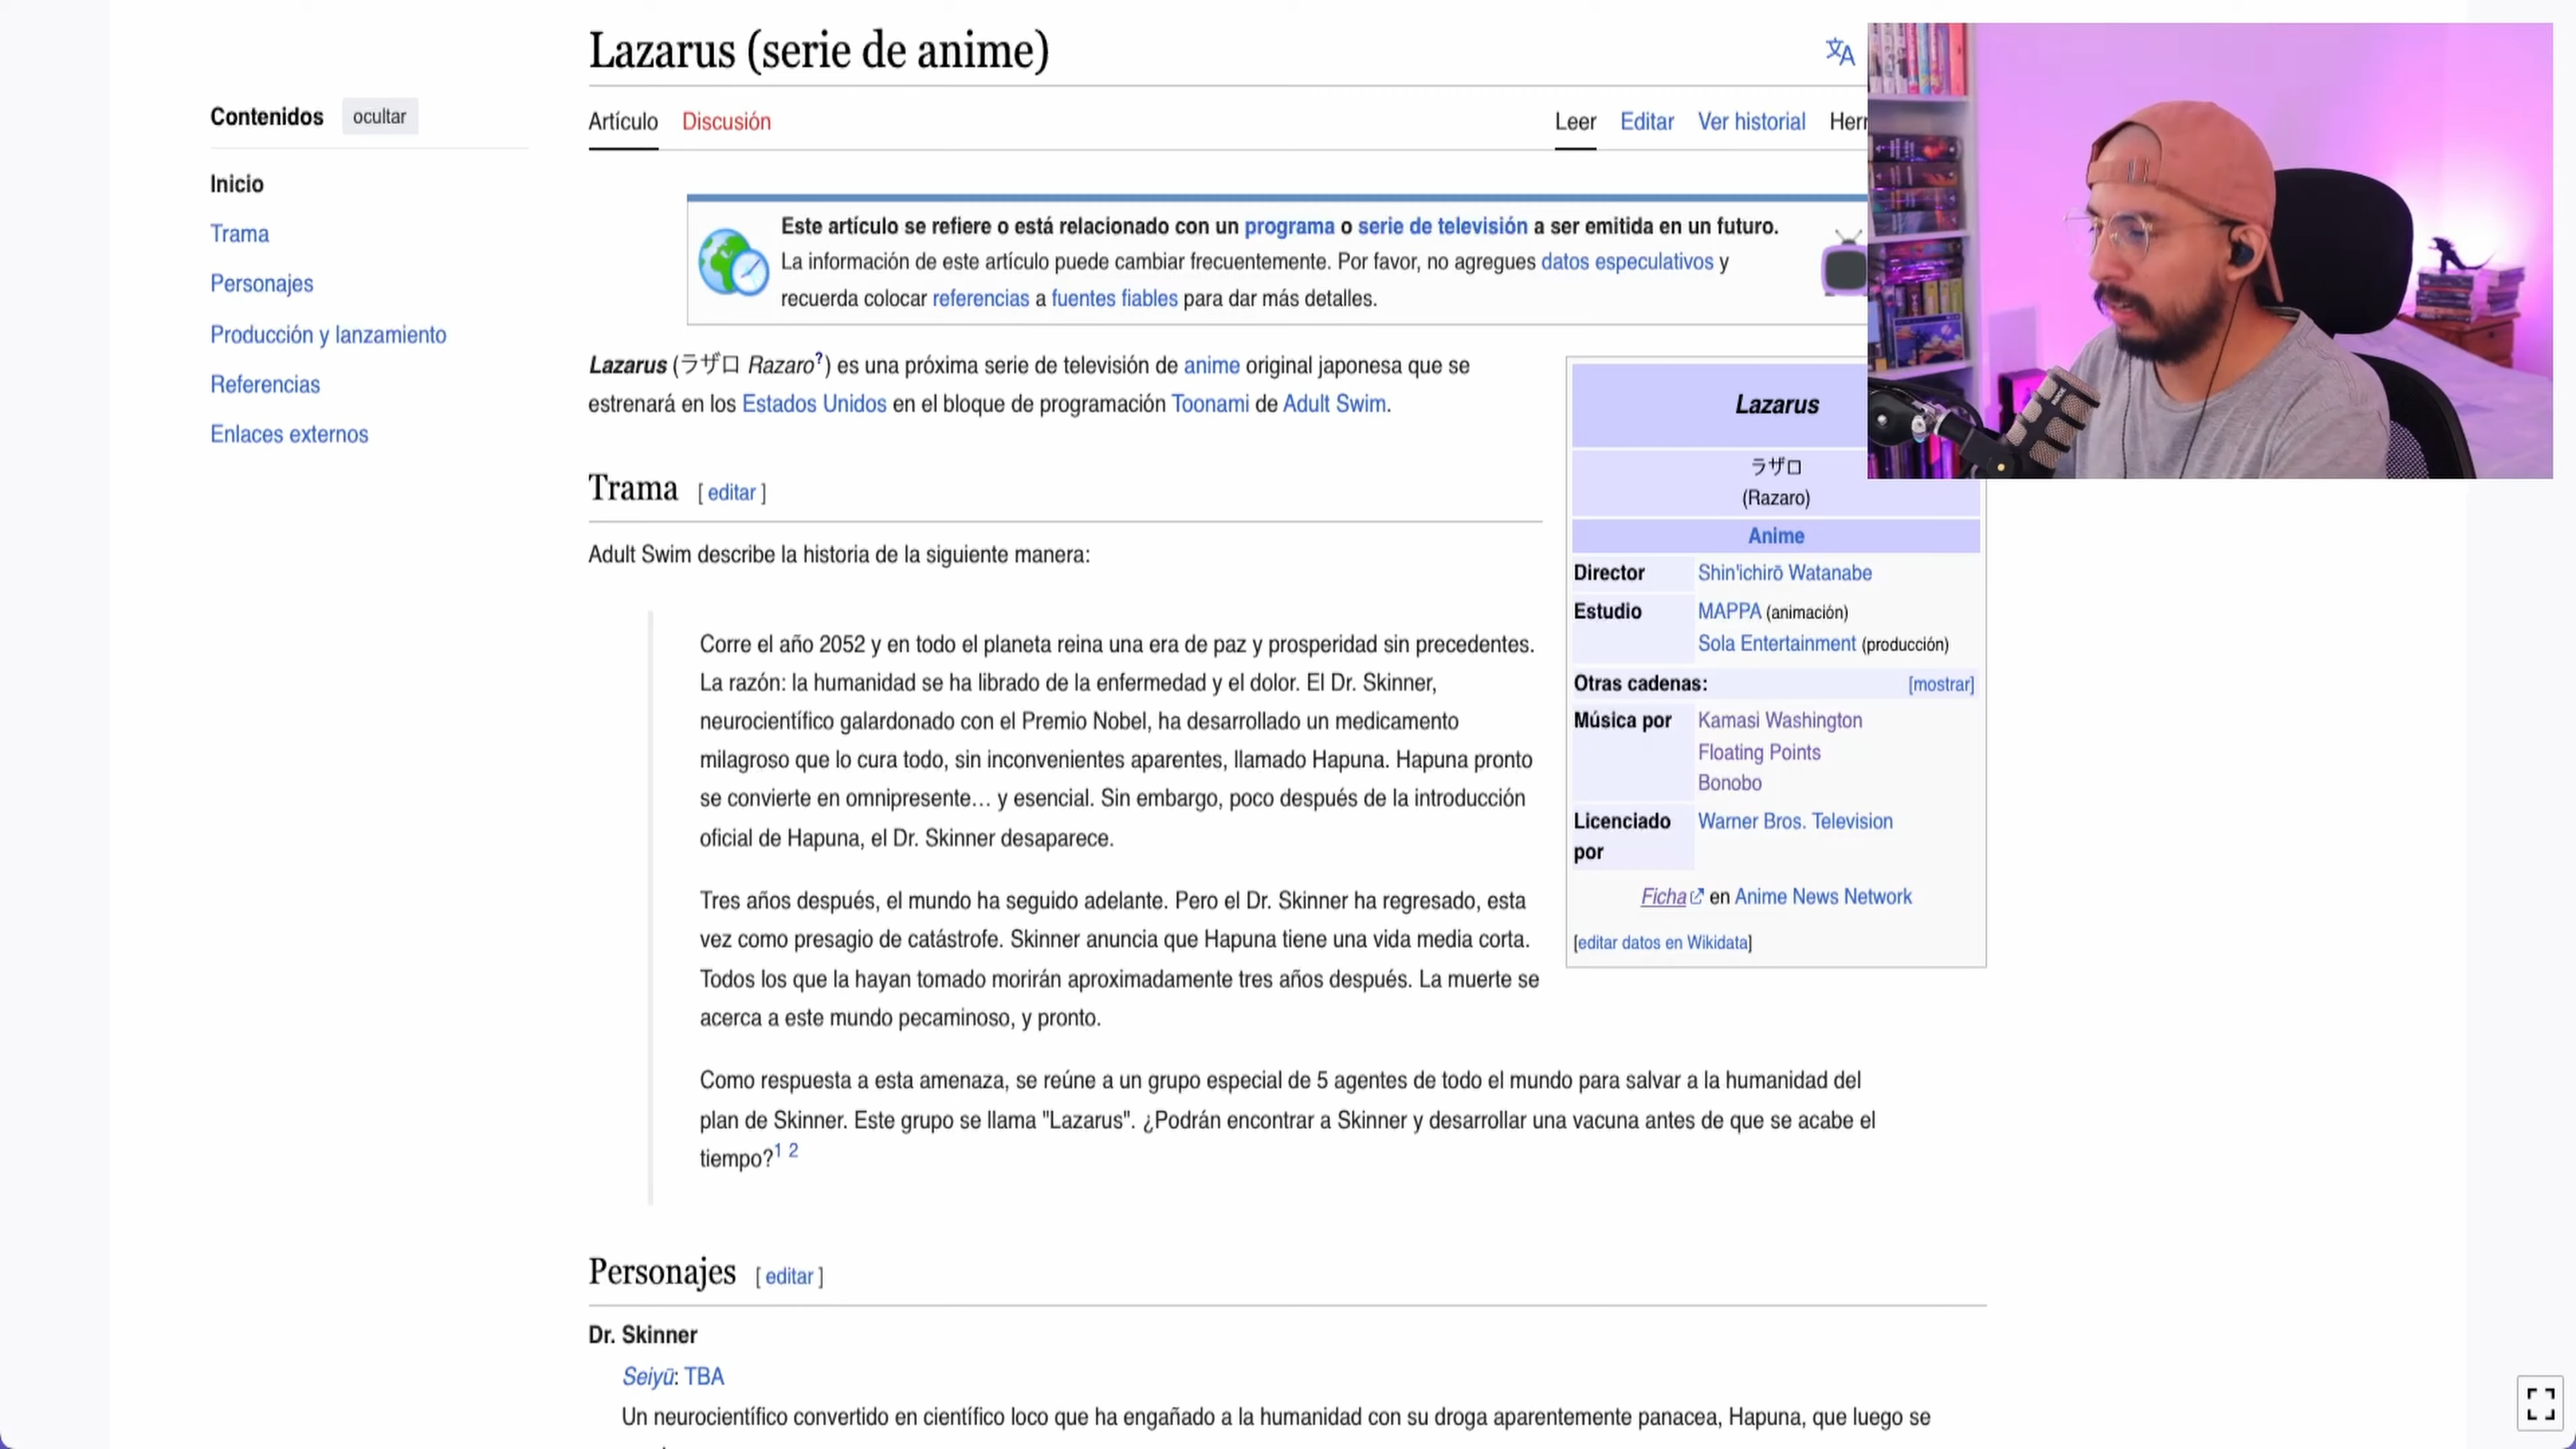 Lazarus (serie de anime)
Contenidos ocultar
Inicio
Trama
Personajes
Producción y lanzamiento
Referencias
Enlaces externos
Artículo Discusión Leer Editar Ver historial
Este artículo se refiere o está relacionado con un programa o serie de televisión a ser emitida en un futuro.
La información de este artículo puede cambiar frecuentemente. Por favor, no agregues datos especulativos y
recuerda colocar referencias a fuentes fiables para dar más detalles.
Lazarus (ラザロ Razaro?) es una próxima serie de televisión de anime original japonesa que se
estrenará en los Estados Unidos en el bloque de programación Toonami de Adult Swim.
Trama [ editar ]
Adult Swim describe la historia de la siguiente manera:
Corre el año 2052 y en todo el planeta reina una era de paz y prosperidad sin precedentes.
La razón: la humanidad se ha librado de la enfermedad y el dolor. El Dr. Skinner,
neurocientífico galardonado con el Premio Nobel, ha desarrollado un medicamento
milagroso que lo cura todo, sin inconvenientes aparentes, llamado Hapuna. Hapuna pronto
se convierte en omnipresente… y esencial. Sin embargo, poco después de la introducción
oficial de Hapuna, el Dr. Skinner desaparece.
Tres años después, el mundo ha seguido adelante. Pero el Dr. Skinner ha regresado, esta
vez como presagio de catástrofe. Skinner anuncia que Hapuna tiene una vida media corta.
Todos los que la hayan tomado morirán aproximadamente tres años después. La muerte se
acerca a este mundo pecaminoso, y pronto.
Como respuesta a esta amenaza, se reúne a un grupo especial de 5 agentes de todo el mundo para salvar a la humanidad del
plan de Skinner. Este grupo se llama "Lazarus". ¿Podrán encontrar a Skinner y desarrollar una vacuna antes de que se acabe el
tiempo?1 2
Lazarus
ラザロ
(Razaro)
Anime
Director Shin'ichirō Watanabe
Estudio MAPPA (animación)
Sola Entertainment (producción)
Otras cadenas: [mostrar]
Música por Kamasi Washington
Floating Points
Bonobo
Licenciado por Warner Bros. Television
Ficha en Anime News Network
[editar datos en Wikidata]
Personajes [ editar ]
Dr. Skinner
Seiyū: TBA
Un neurocientífico convertido en científico loco que ha engañado a la humanidad con su droga aparentemente panacea, Hapuna, que luego se